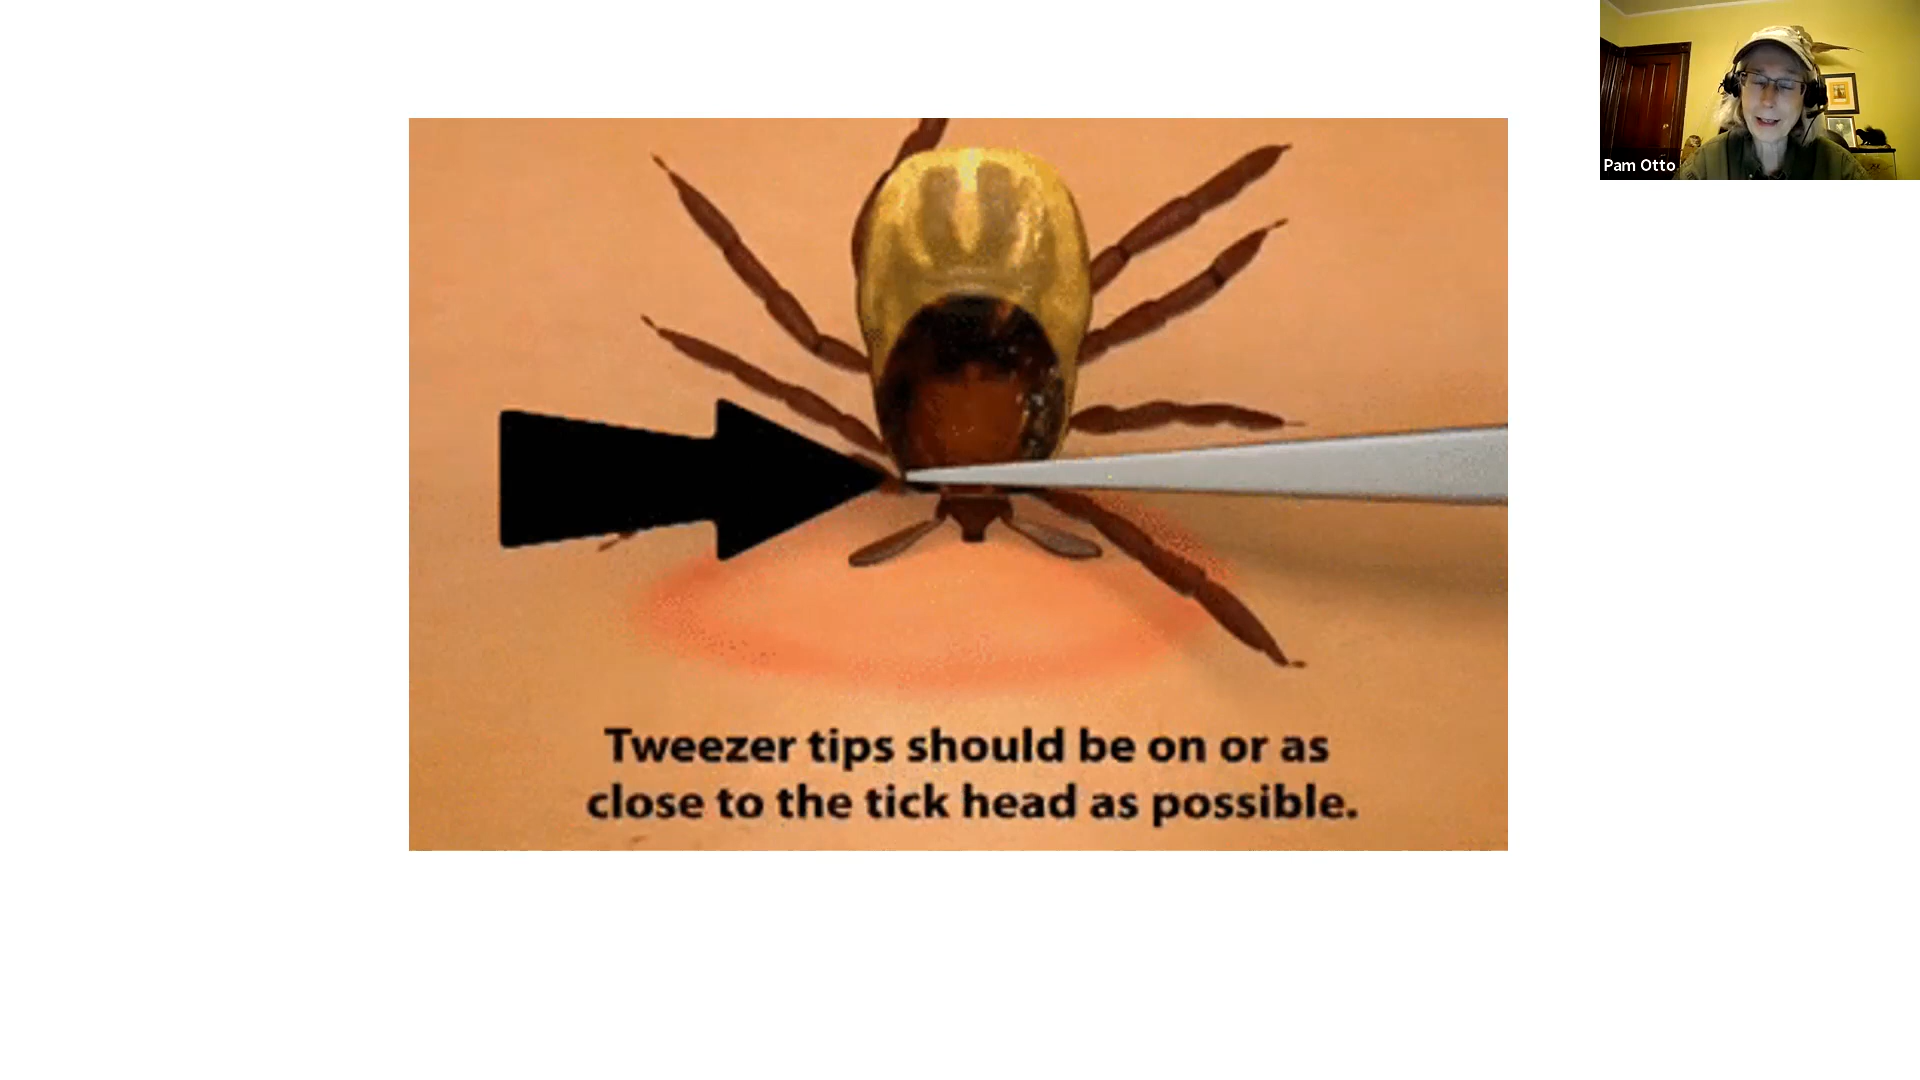 Pam Otto
Tweezer tips should be on or as
close to the tick head as possible.